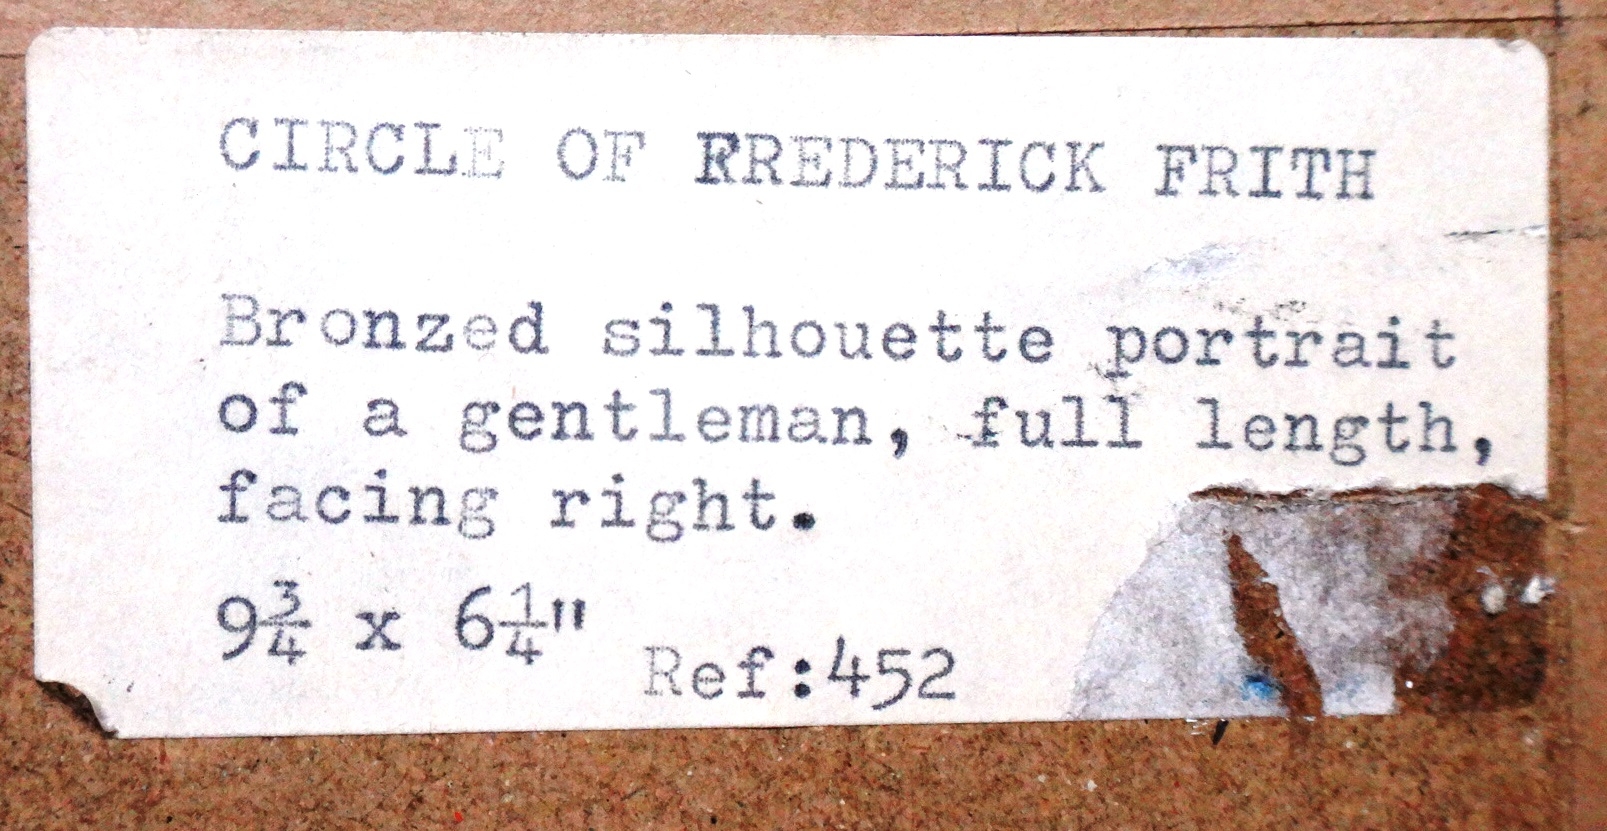 CIRCLE OF FREDERICK FRITH
Bronzed silhouette portrait
of a gentleman, full length,
facing right.
9¾ x 6¼"
Ref:452